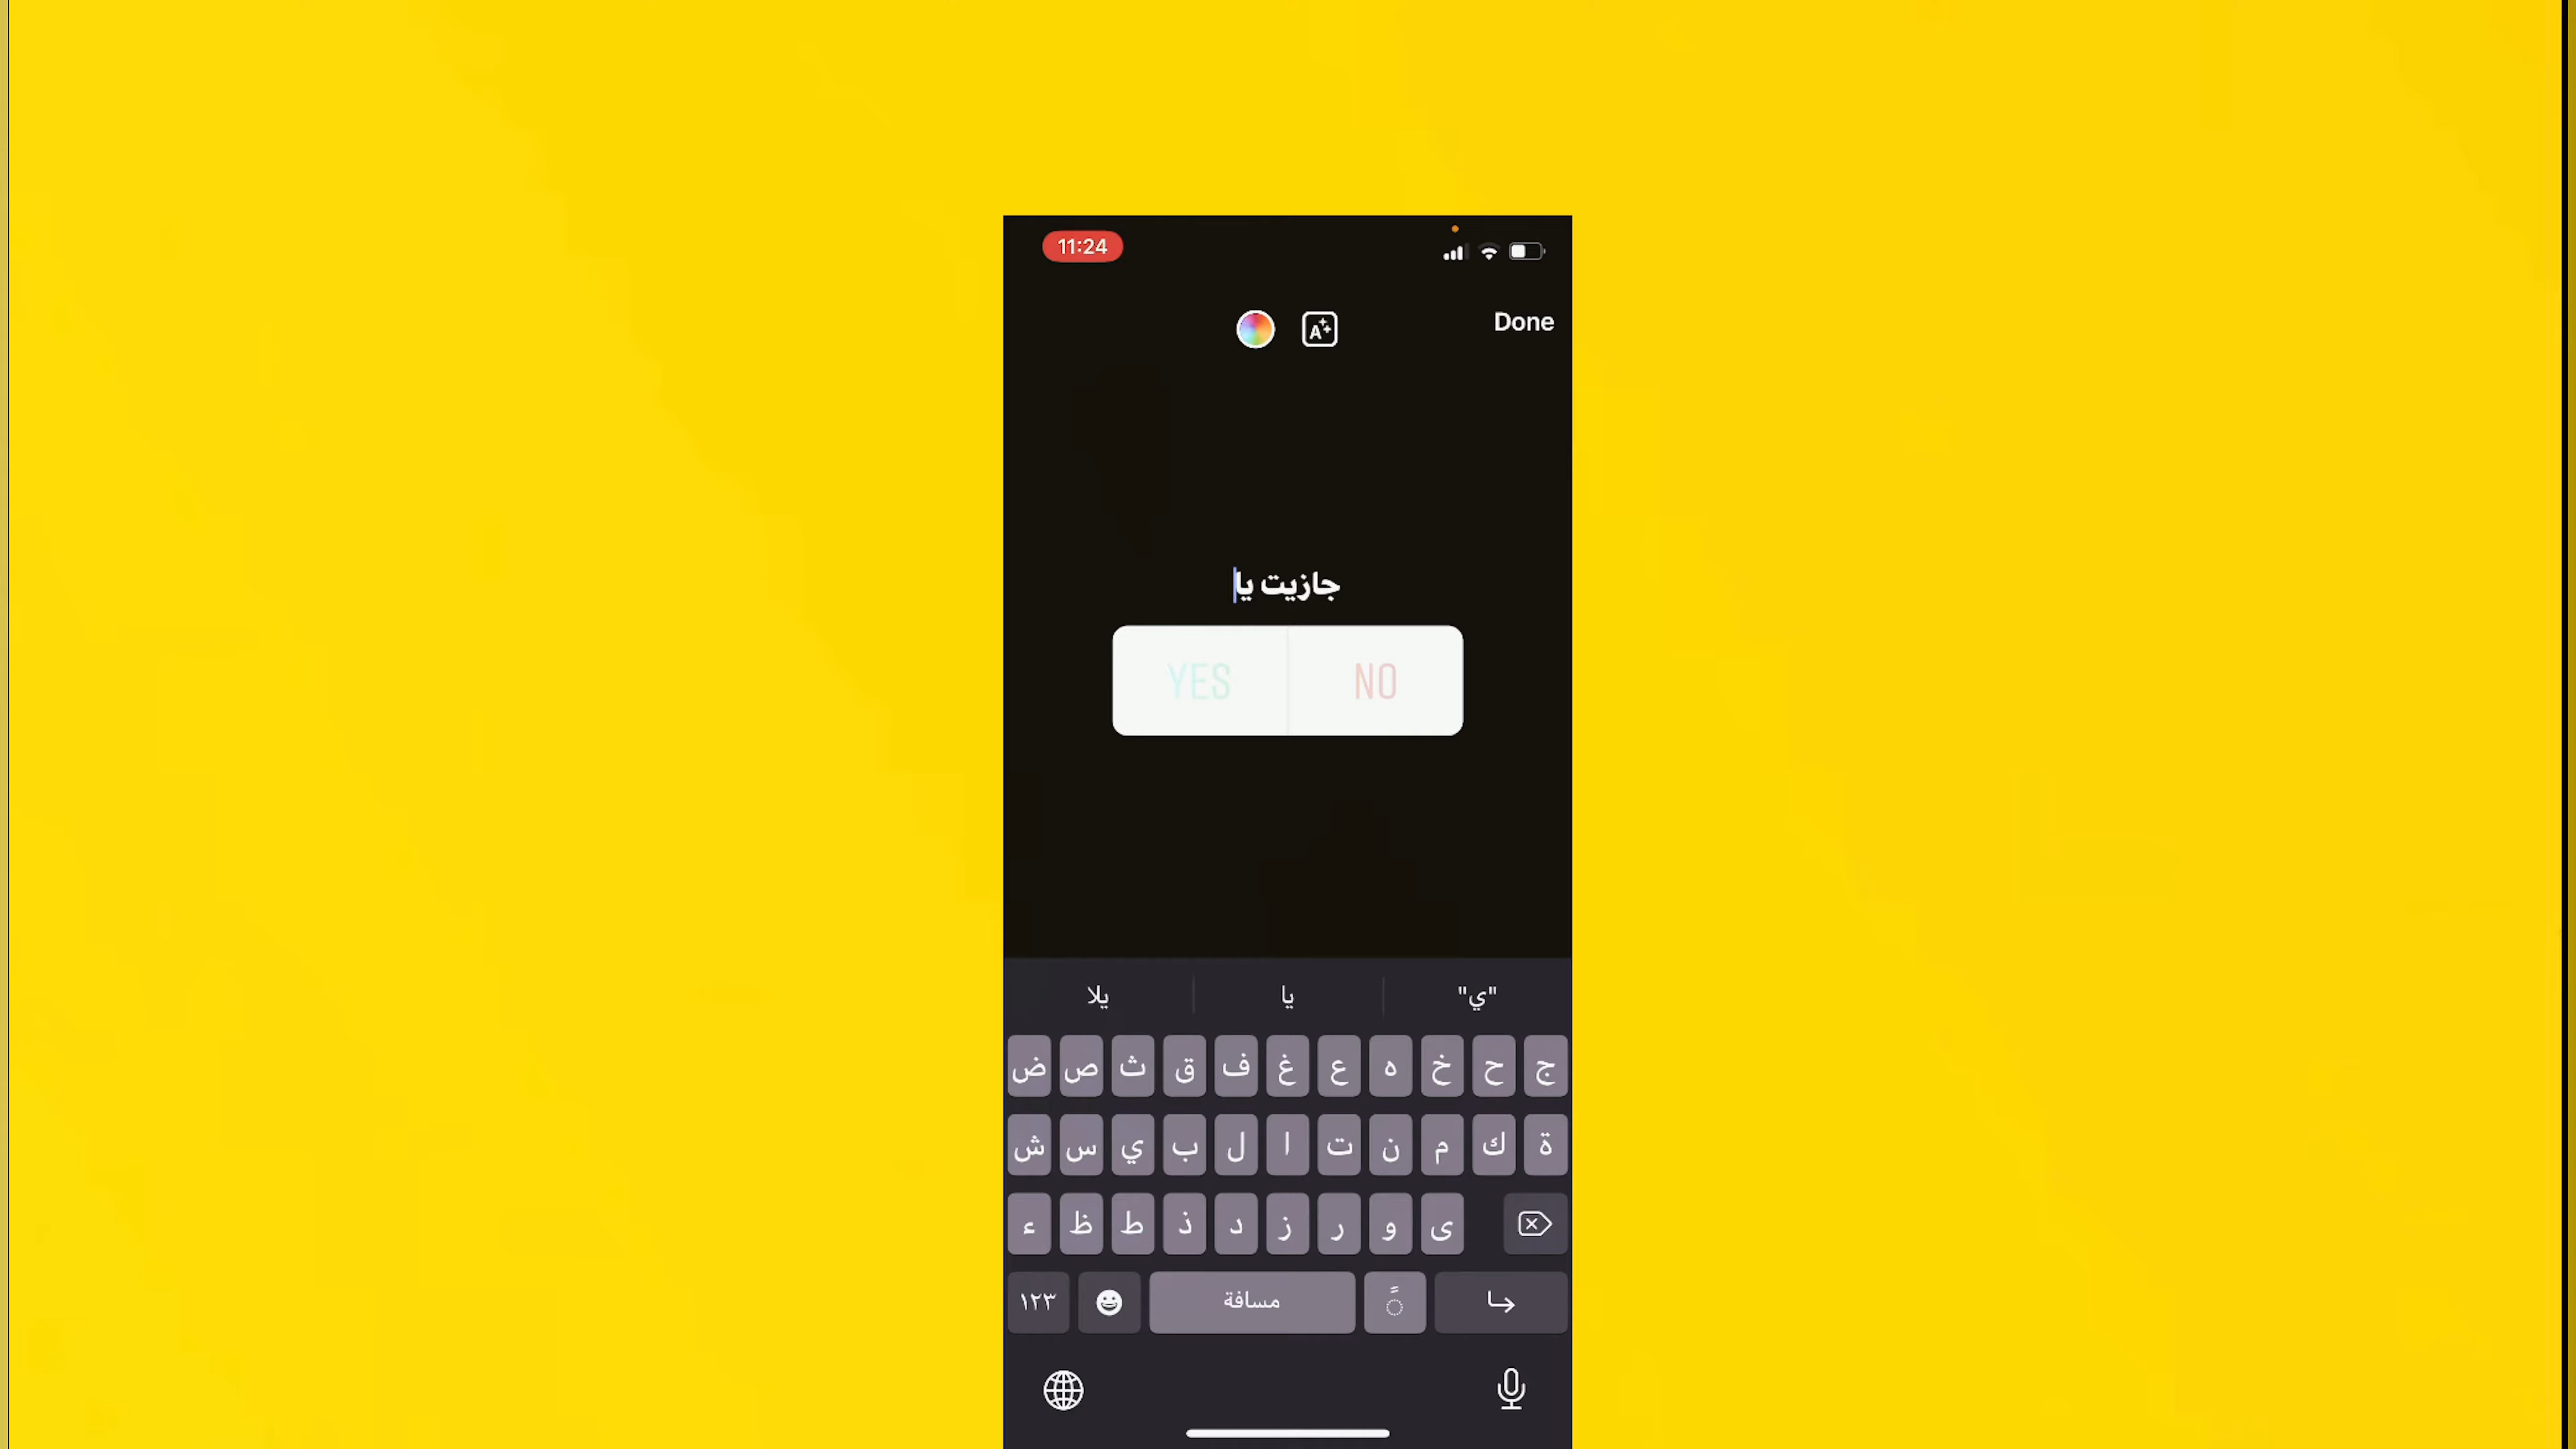 11:24
Done
جازيت يا
YES NO
يلا يا "ي"
ض ص ث ق ف غ ع ه خ ح ج
ش س ي ب ل ا ت ن م ك ة
ء ظ ط ذ د ز ر و ى
١٢٣ مسافة